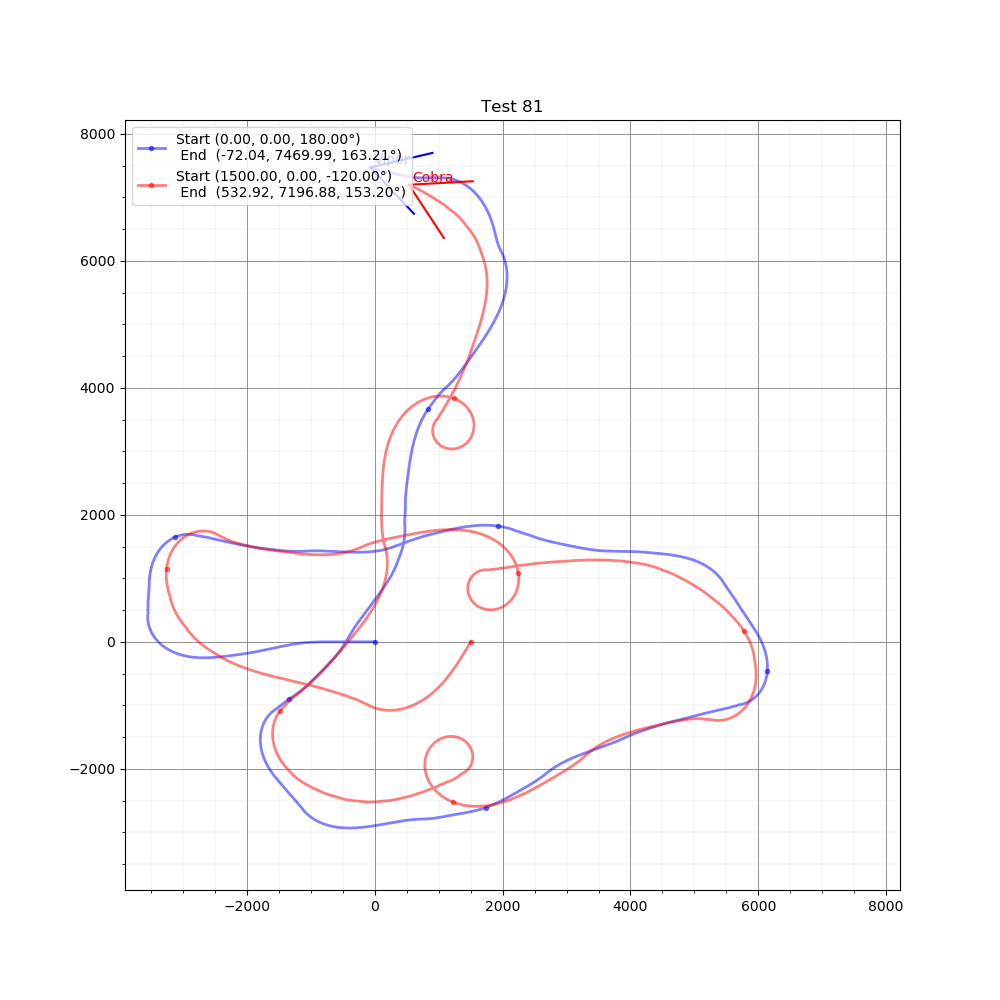 Test 81
Start (0.00, 0.00, 180.00°)
End (-72.04, 7469.99, 163.21°)
Start (1500.00, 0.00, -120.00°)
End (532.92, 7196.88, 153.20°)
Cobra
8000
6000
4000
2000
0
−2000
−2000
0
2000
4000
6000
8000